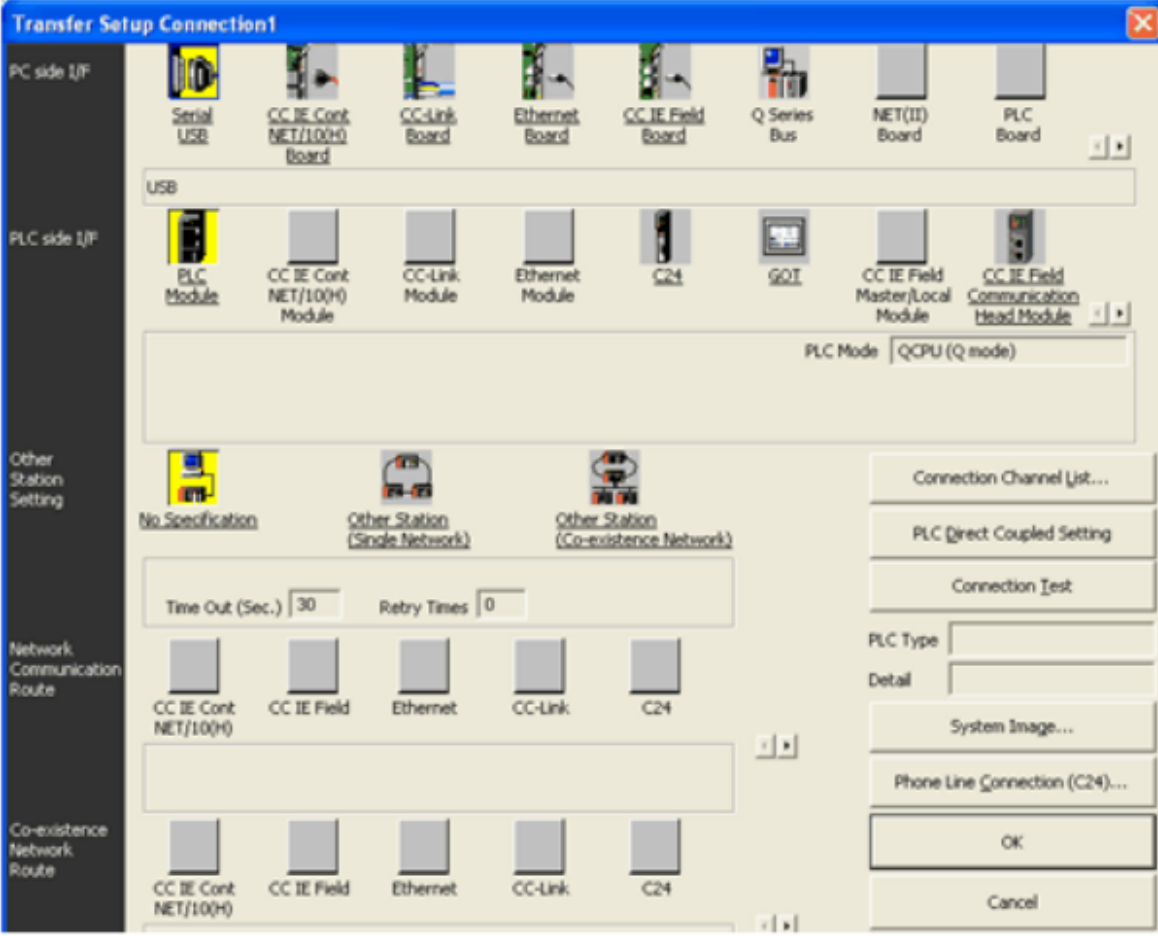 Transfer Setup Connection1
PC side I/F
Serial
USB
CC IE Cont
NET/10(H)
Board
CC-Link
Board
Ethernet
Board
CC IE Field
Board
Q Series
Bus
NET(II)
Board
PLC
Board
USB
PLC side I/F
PLC
Module
CC IE Cont
NET/10(H)
Module
CC-Link
Module
Ethernet
Module
C24
GOT
CC IE Field
Master/Local
Module
CC IE Field
Communication
Head Module
PLC Mode QCPU (Q mode)
Other
Station
Setting
No Specification
Other Station
(Single Network)
Other Station
(Co-existence Network)
Time Out (Sec.) 30 Retry Times 0
Connection Channel List...
PLC Direct Coupled Setting
Connection Test
PLC Type
Detail
System Image...
Phone Line Connection (C24)...
OK
Cancel
Network
Communication
Route
CC IE Cont
NET/10(H)
CC IE Field
Ethernet
CC-Link
C24
Co-existence
Network
Route
CC IE Cont
NET/10(H)
CC IE Field
Ethernet
CC-Link
C24